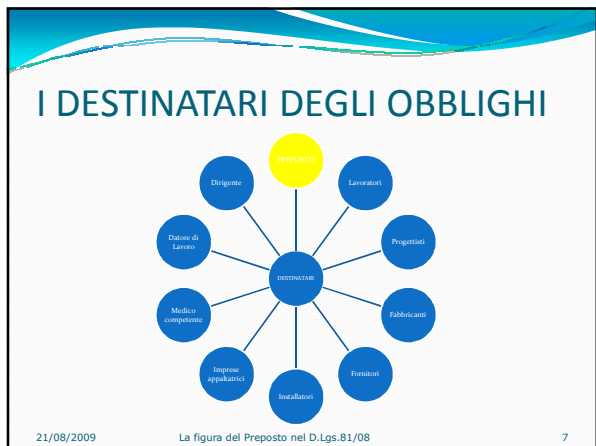 I DESTINATARI DEGLI OBBLIGHI
PREPOSTO
Lavoratori
Progettisti
Fabbricanti
Fornitori
Installatori
Imprese
appaltatrici
Medico
competente
Datore di
Lavoro
Dirigente
DESTINATARI
21/08/2009
La figura del Preposto nel D.Lgs.81/08
7